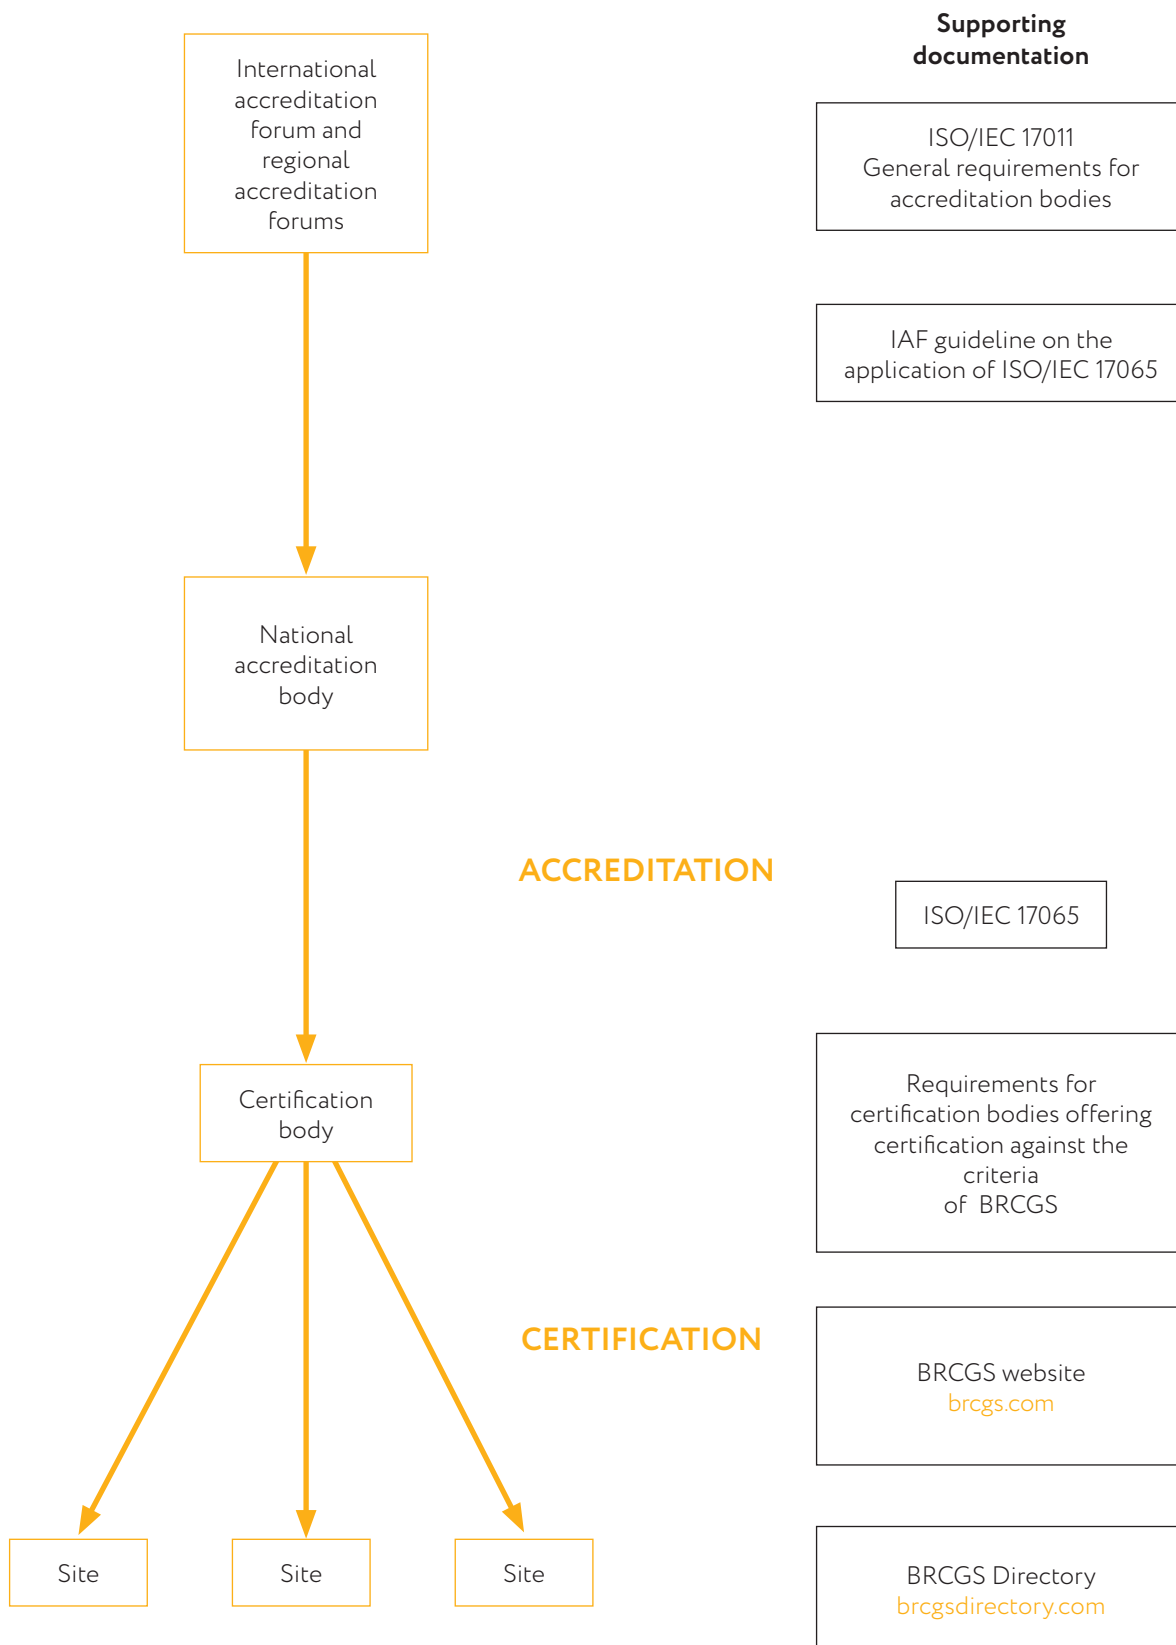 Supporting
documentation
International
accreditation
forum and
regional
accreditation
forums
ISO/IEC 17011
General requirements for
accreditation bodies
IAF guideline on the
application of ISO/IEC 17065
National
accreditation
body
ACCREDITATION
ISO/IEC 17065
Certification
body
Requirements for
certification bodies offering
certification against the
criteria
of BRCGS
CERTIFICATION
BRCGS website
brcgs.com
Site
Site
Site
BRCGS Directory
brcgsdirectory.com